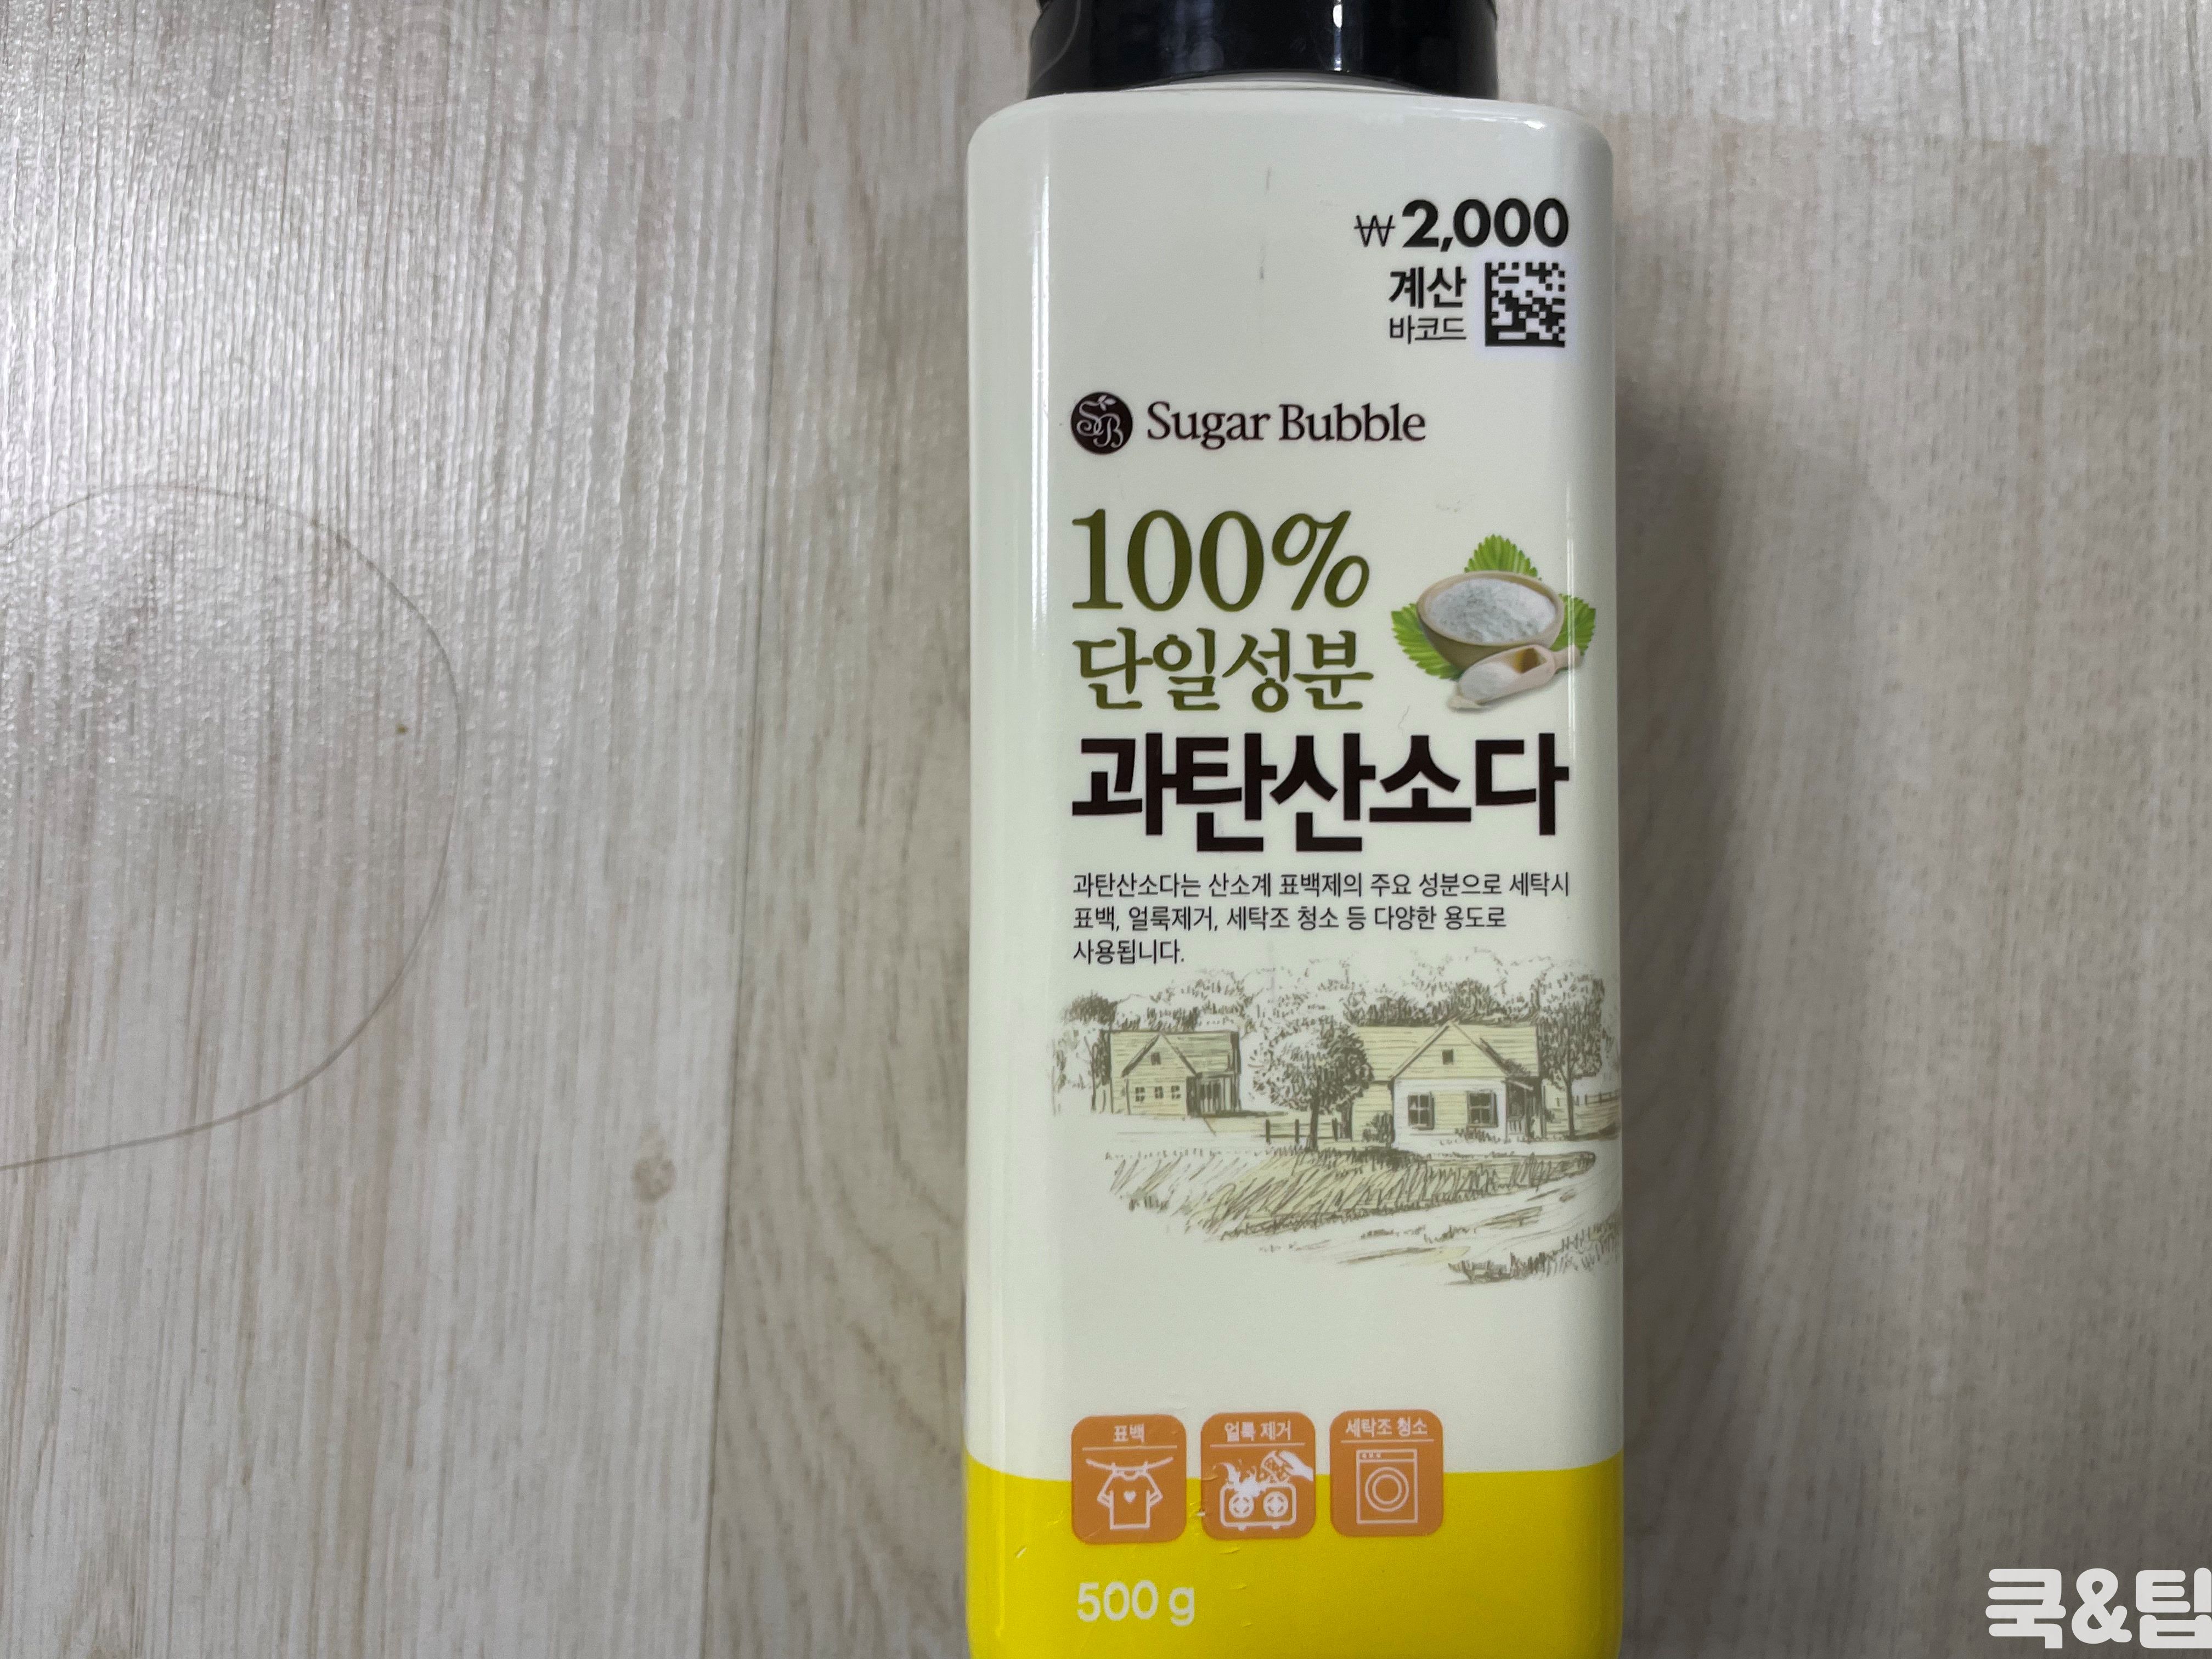 ₩2,000
계산
바코드
SB Sugar Bubble
100%
단일성분
과탄산소다
과탄산소다는 산소계 표백제의 주요 성분으로 세탁시
표백, 얼룩제거, 세탁조 청소 등 다양한 용도로
사용됩니다.
표백 얼룩 제거 세탁조 청소
500 g
쿡&팁